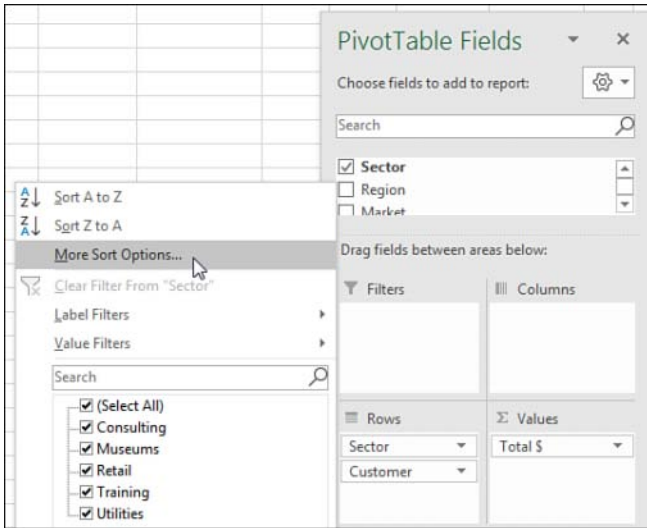 PivotTable Fields
Choose fields to add to report:
Search
Sector
Region
Market
Drag fields between areas below:
Filters
Columns
Rows
Σ Values
Sector
Total $
Customer
Sort A to Z
Sort Z to A
More Sort Options...
Clear Filter From "Sector"
Label Filters
Value Filters
Search
(Select All)
Consulting
Museums
Retail
Training
Utilities